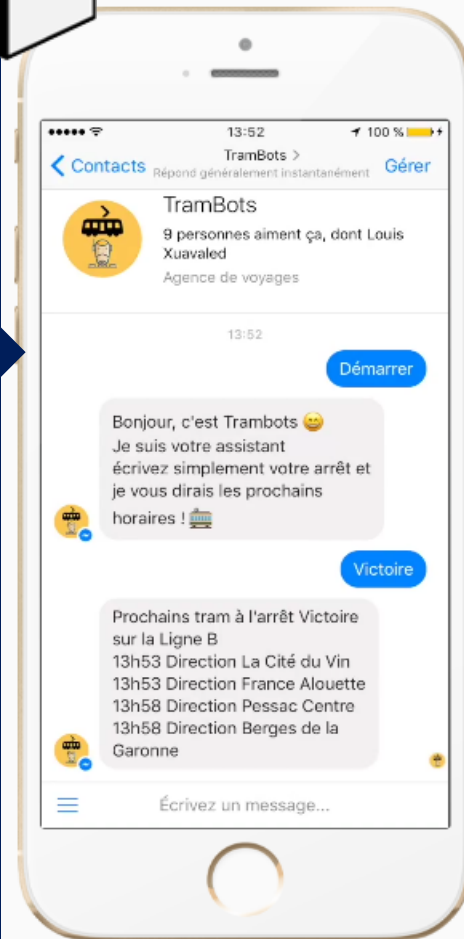 13:52
100 %
Contacts
TramBots >
Répond généralement instantanément
Gérer
TramBots
9 personnes aiment ça, dont Louis
Xuavaled
Agence de voyages
13:52
Démarrer
Bonjour, c'est Trambots 😄
Je suis votre assistant
écrivez simplement votre arrêt et
je vous dirais les prochains
horaires ! 🚋
Victoire
Prochains tram à l'arrêt Victoire
sur la Ligne B
13h53 Direction La Cité du Vin
13h53 Direction France Alouette
13h58 Direction Pessac Centre
13h58 Direction Berges de la
Garonne
Écrivez un message...